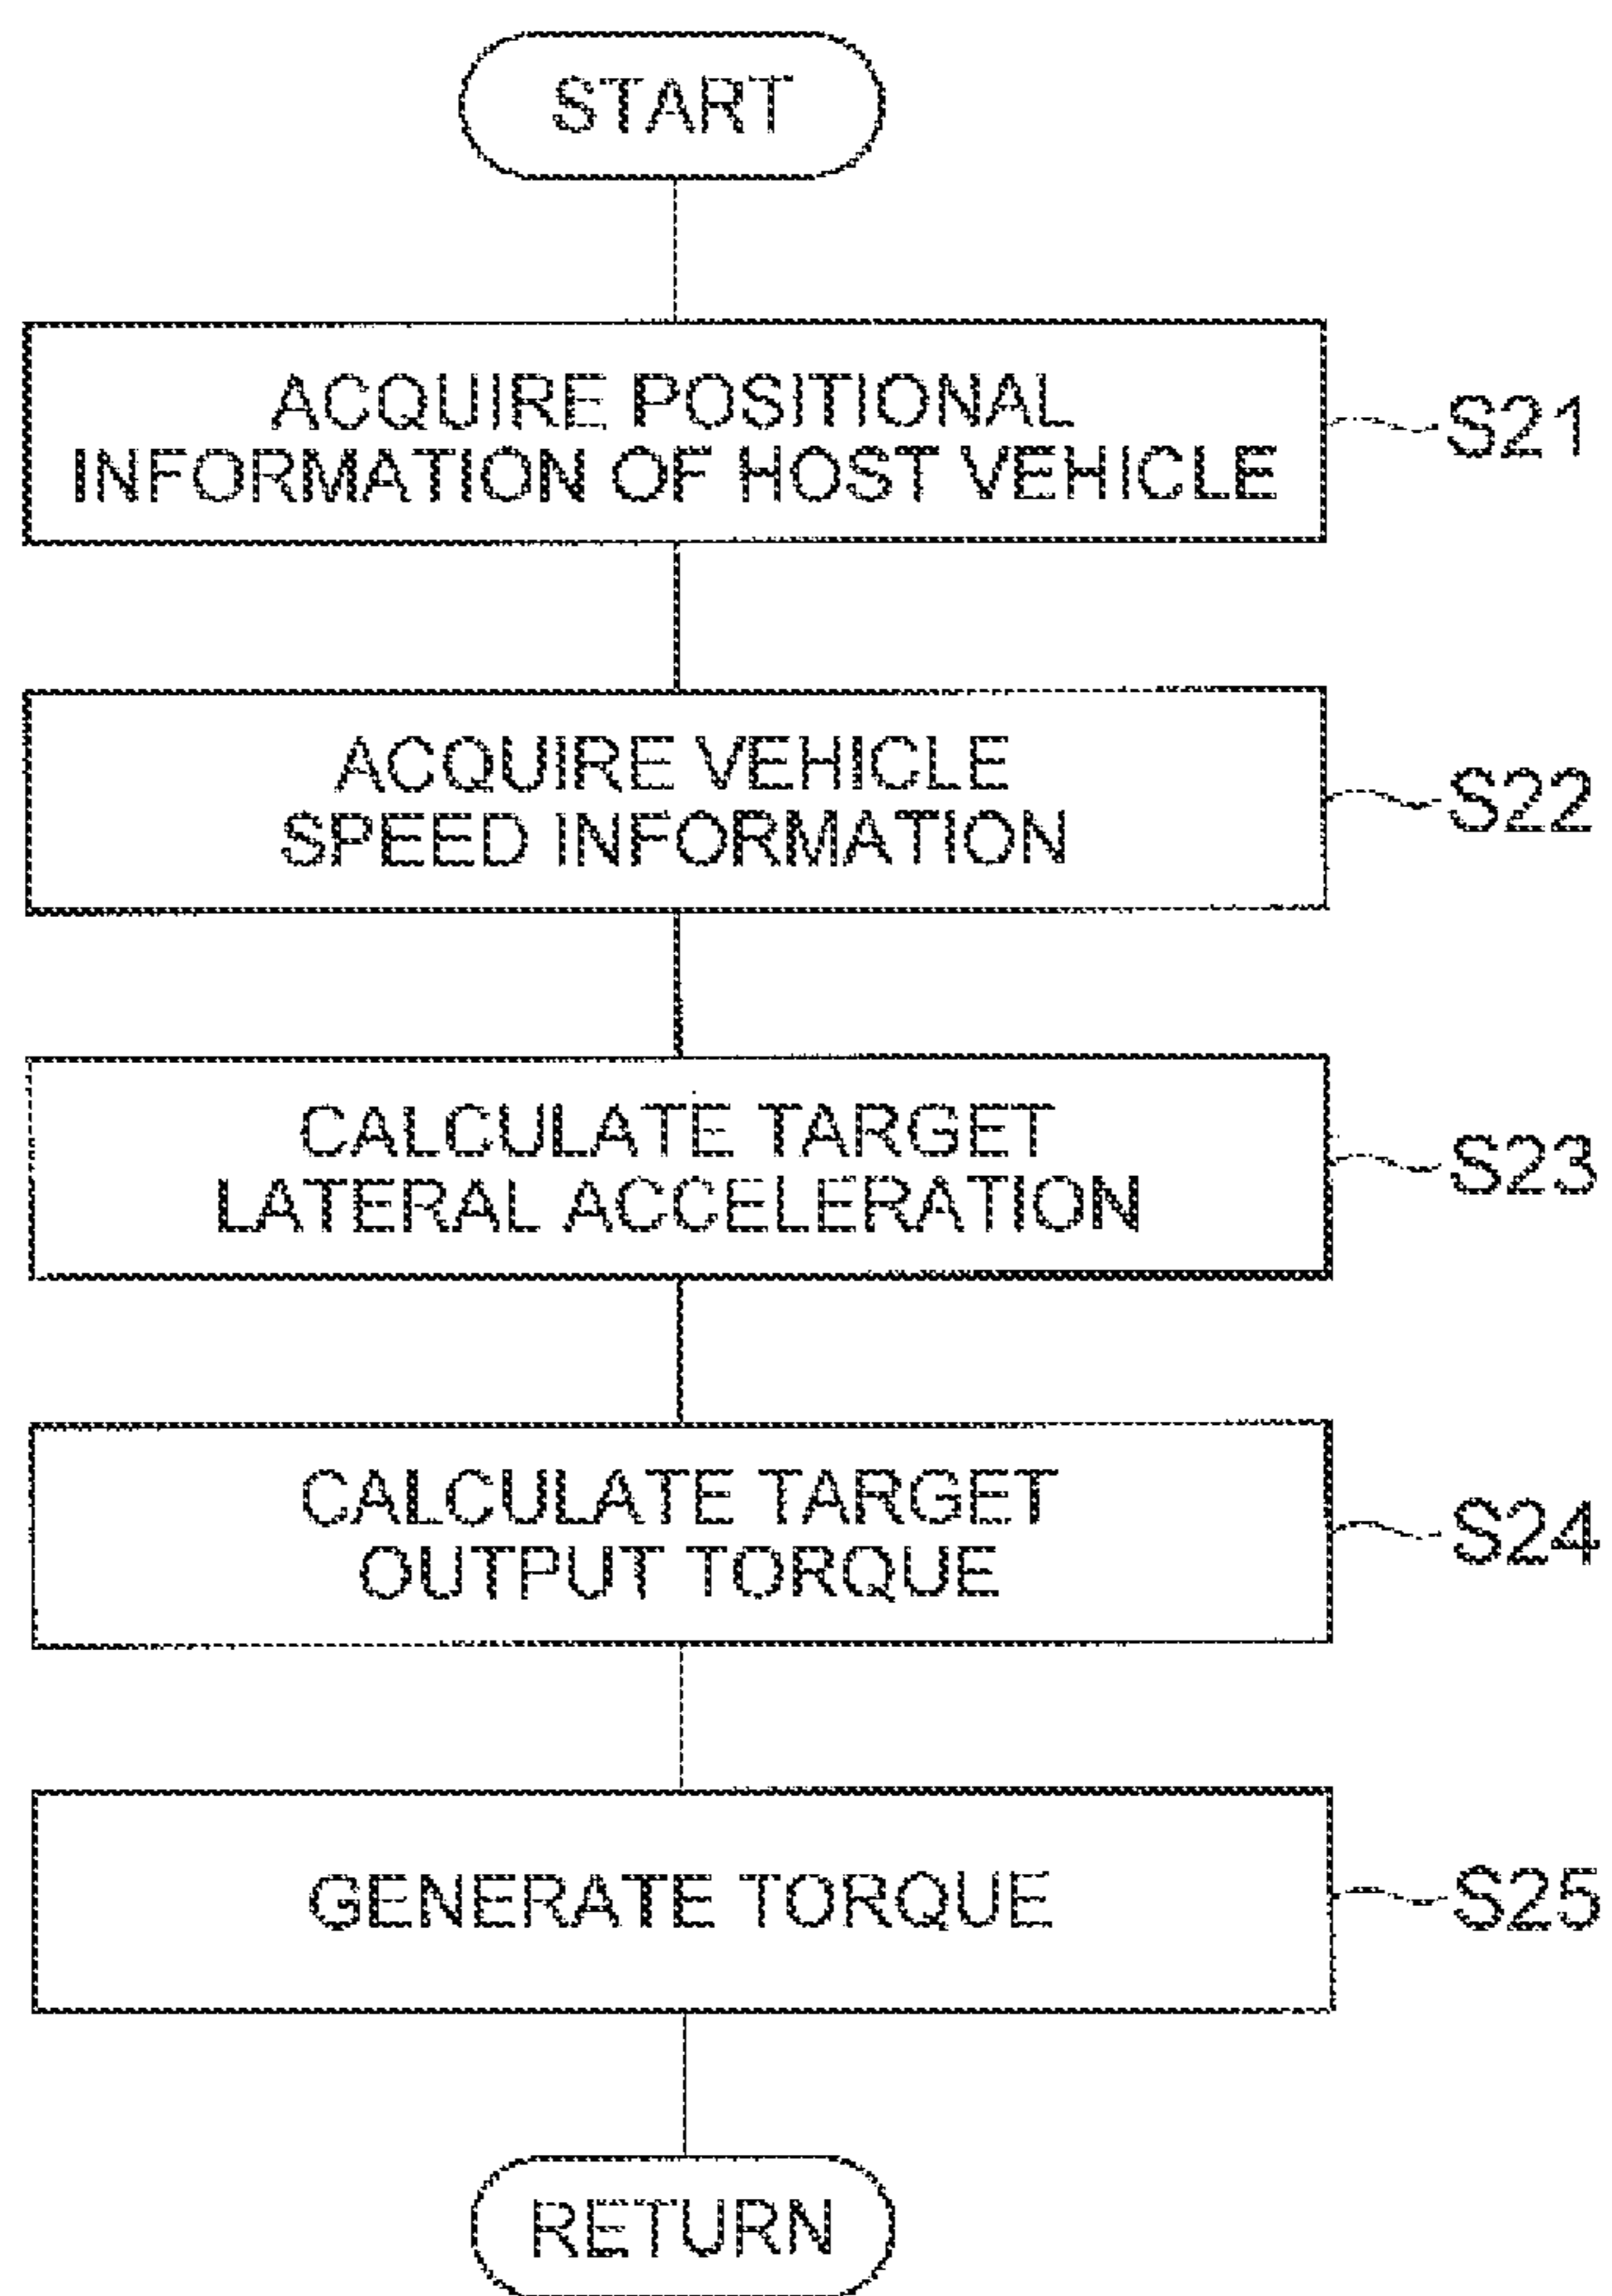 START
ACQUIRE POSITIONAL
INFORMATION OF HOST VEHICLE
S21
ACQUIRE VEHICLE
SPEED INFORMATION
S22
CALCULATE TARGET
LATERAL ACCELERATION
S23
CALCULATE TARGET
OUTPUT TORQUE
S24
GENERATE TORQUE
S25
RETURN